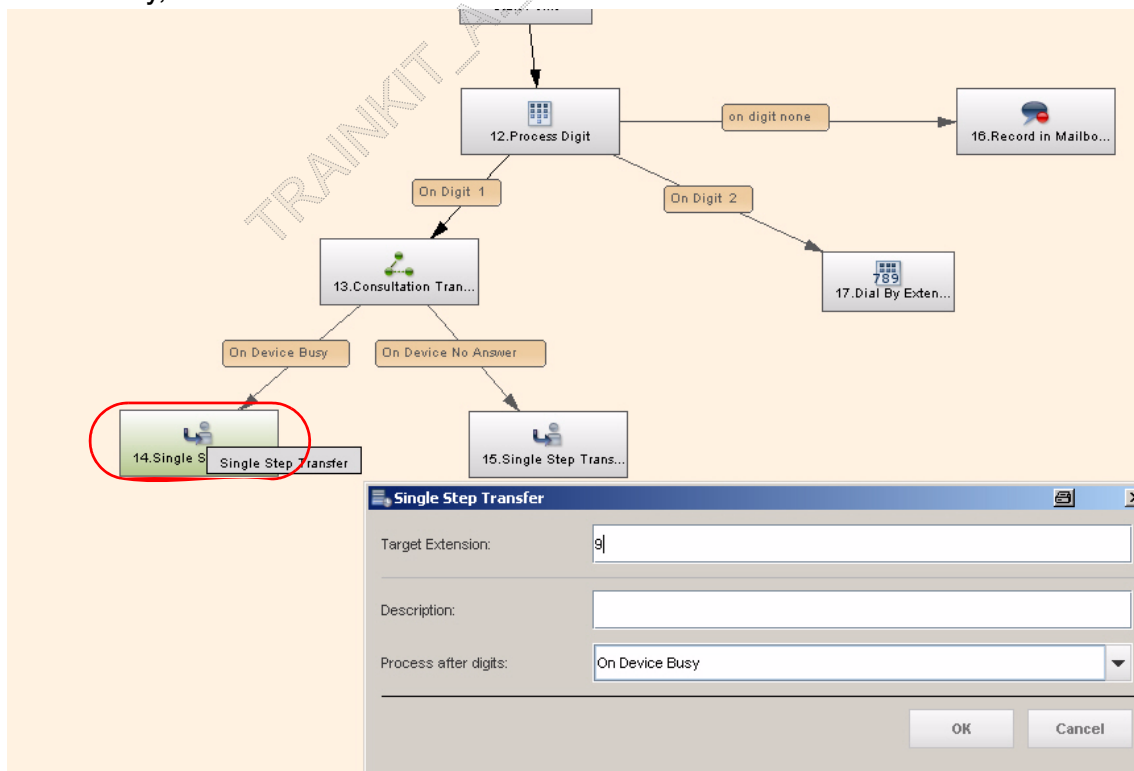 TRAINKIT_A
12.Process Digit
on digit none
16.Record in Mailbo...
On Digit 1
On Digit 2
13.Consultation Tran...
789
17.Dial By Exten...
On Device Busy
On Device No Answer
14.Single S
Single Step Transfer
15.Single Step Trans...
Single Step Transfer
Target Extension:
9
Description:
Process after digits:
On Device Busy
OK
Cancel